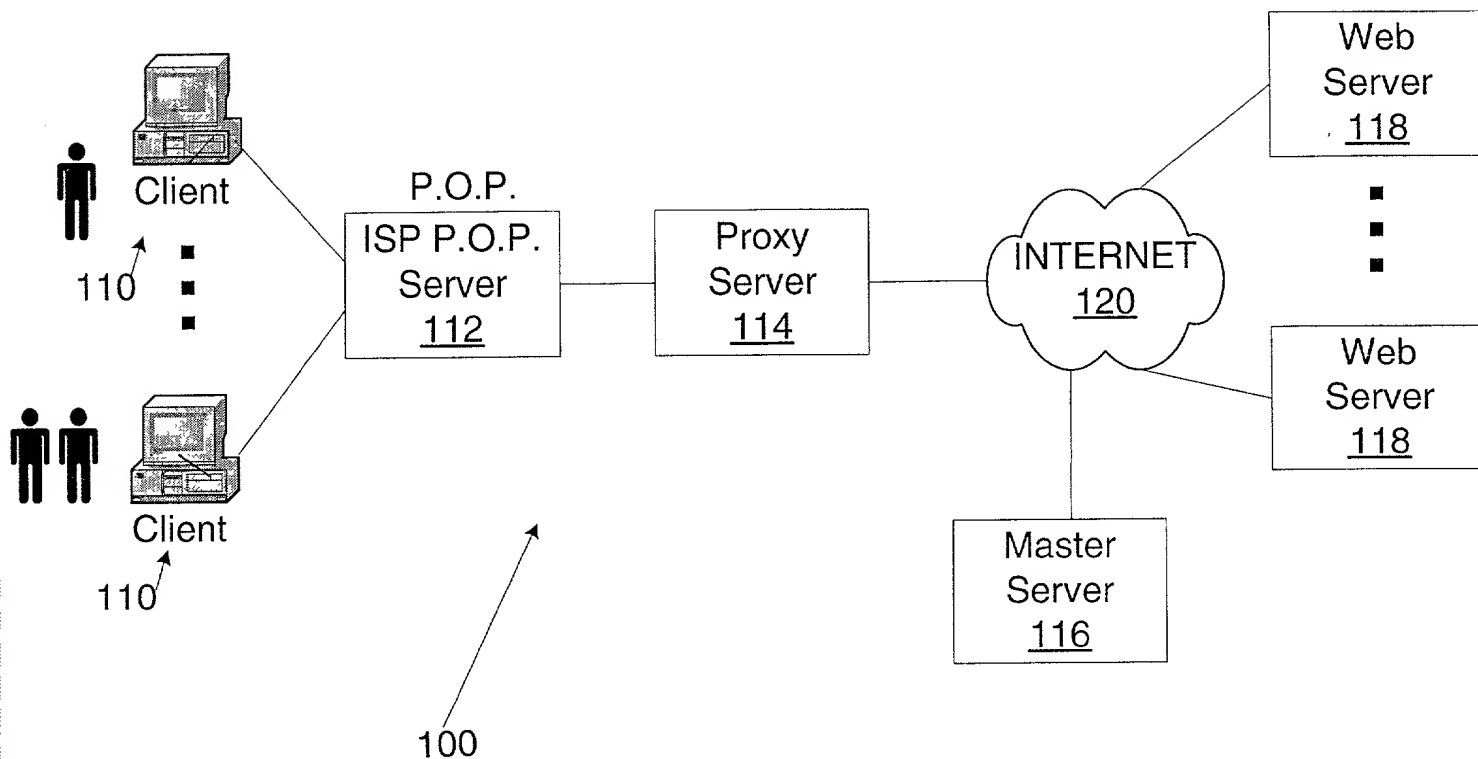 Client
110
P.O.P.
ISP P.O.P.
Server
112
Proxy
Server
114
INTERNET
120
Web
Server
118
Web
Server
118
Client
110
Master
Server
116
100